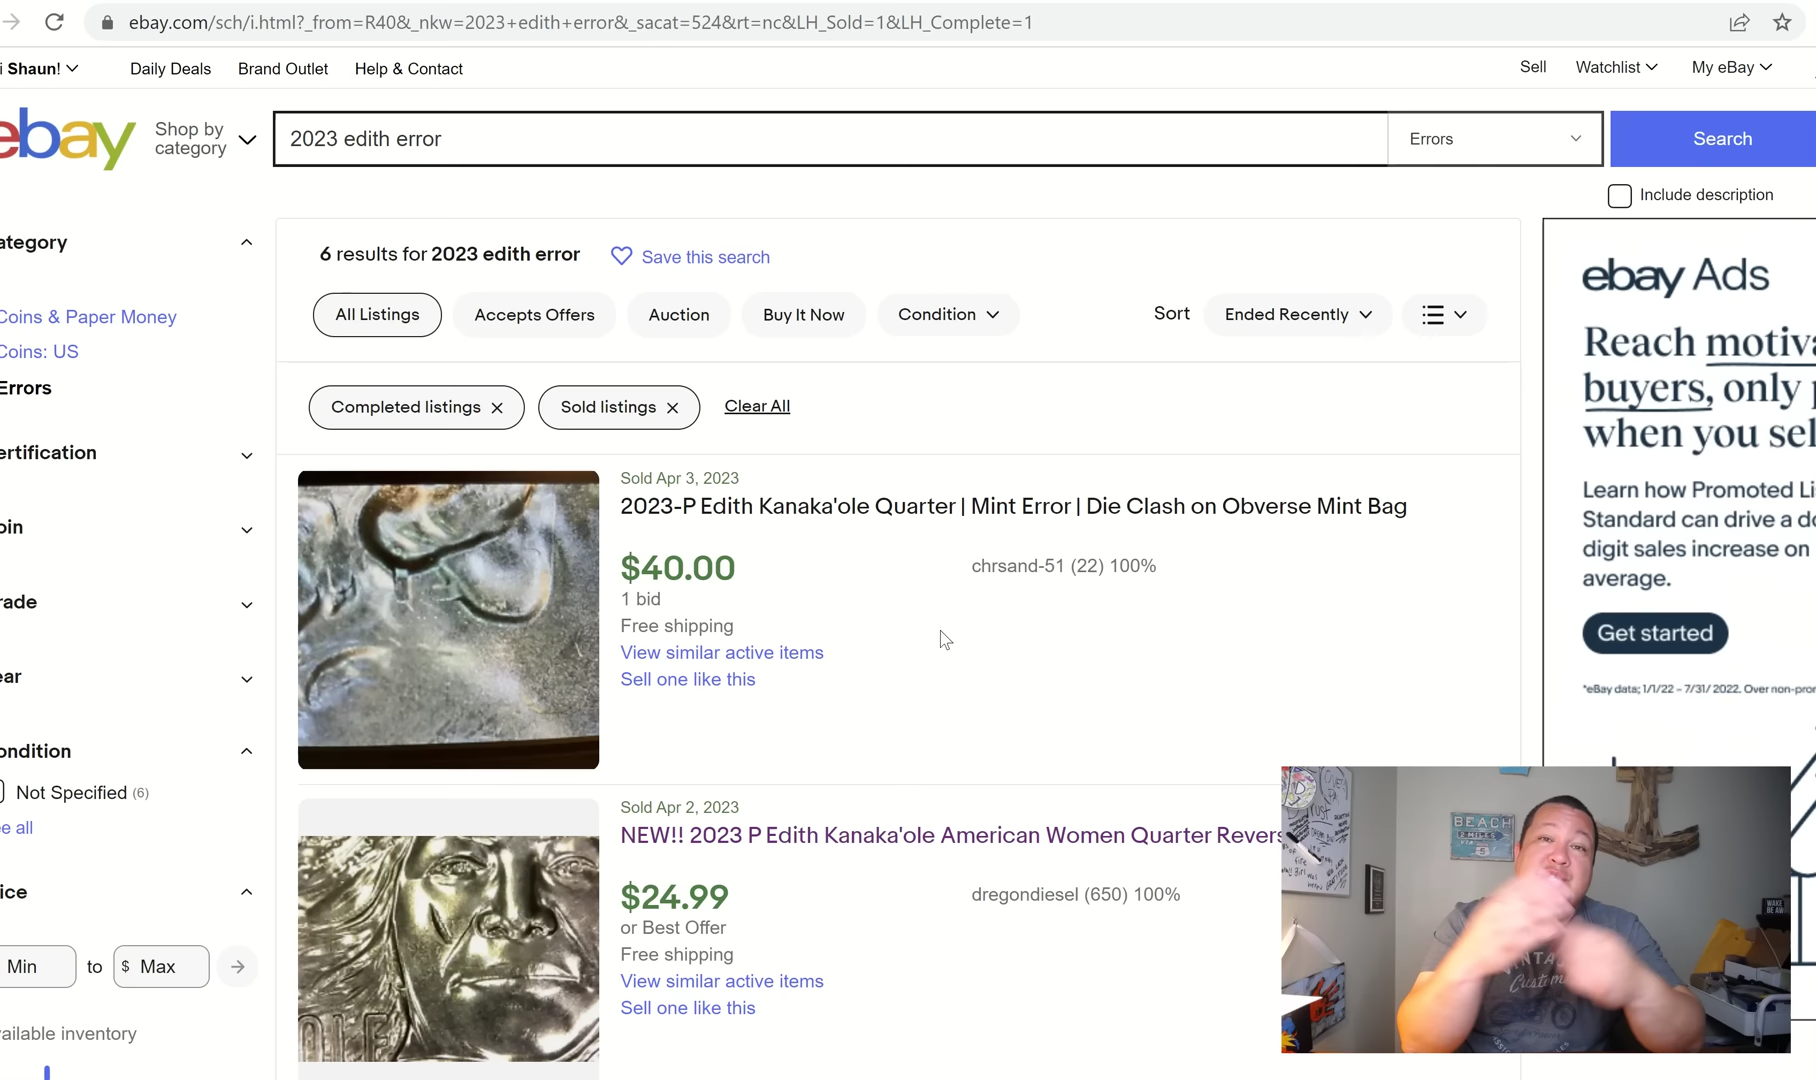 ebay.com/sch/i.html?_from=R40&_nkw=2023+edith+error&_sacat=524&rt=nc&LH_Sold=1&LH_Complete=1
i Shaun!
Daily Deals
Brand Outlet
Help & Contact
Sell
Watchlist
My eBay
ebay
Shop by
category
2023 edith error
Errors
Search
Include description
ategory
Coins & Paper Money
Coins: US
Errors
ertification
oin
rade
ear
ondition
Not Specified (6)
e all
ice
Min to $ Max
ailable inventory
6 results for 2023 edith error
Save this search
All Listings
Accepts Offers
Auction
Buy It Now
Condition
Sort
Ended Recently
Completed listings
Sold listings
Clear All
Sold Apr 3, 2023
2023-P Edith Kanaka'ole Quarter | Mint Error | Die Clash on Obverse Mint Bag
$40.00
chrsand-51 (22) 100%
1 bid
Free shipping
View similar active items
Sell one like this
Sold Apr 2, 2023
NEW!! 2023 P Edith Kanaka'ole American Women Quarter Revers
$24.99
dregondiesel (650) 100%
or Best Offer
Free shipping
View similar active items
Sell one like this
OLE
ebay Ads
Reach motiva
buyers, only p
when you sel
Learn how Promoted Li
Standard can drive a do
digit sales increase on
average.
Get started
*eBay data; 1/1/22 – 7/31/2022. Over non-pror
BEACH
2 MILES